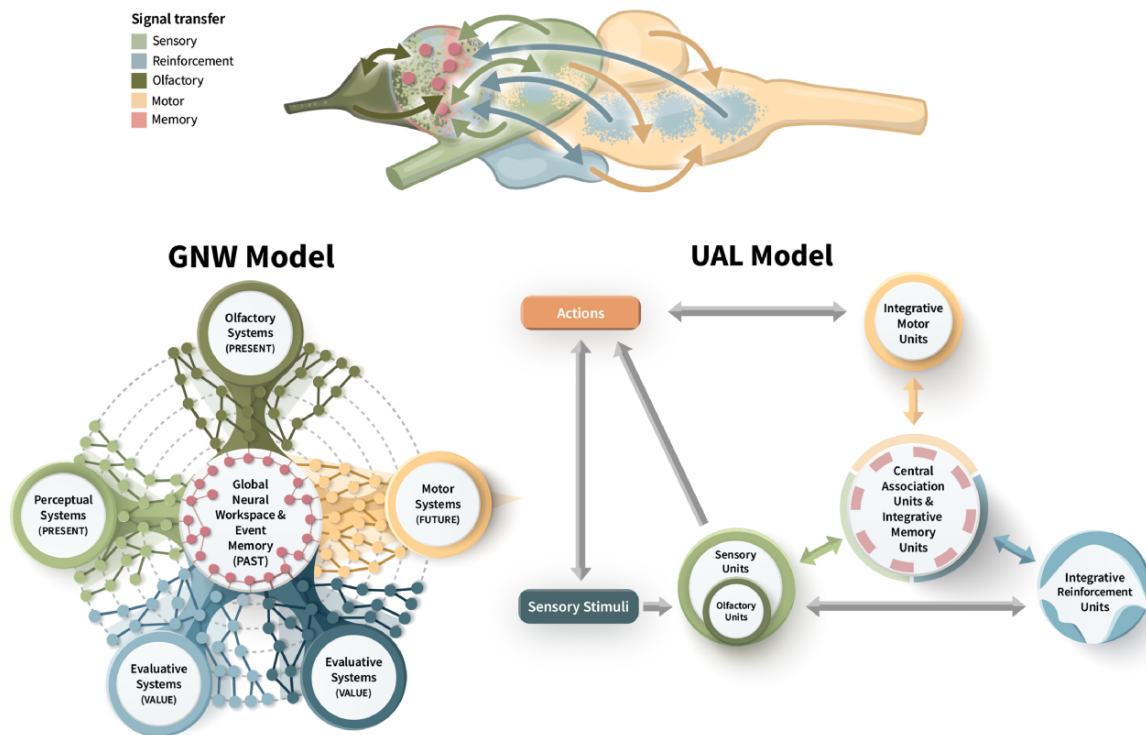 Signal transfer
Sensory
Reinforcement
Olfactory
Motor
Memory
GNW Model
Olfactory
Systems
(PRESENT)
Perceptual
Systems
(PRESENT)
Global
Neural
Workspace &
Event
Memory
(PAST)
Motor
Systems
(FUTURE)
Evaluative
Systems
(VALUE)
Evaluative
Systems
(VALUE)
UAL Model
Actions
Integrative
Motor
Units
Central
Association
Units &
Integrative
Memory
Units
Sensory
Units
Olfactory
Units
Sensory Stimuli
Integrative
Reinforcement
Units